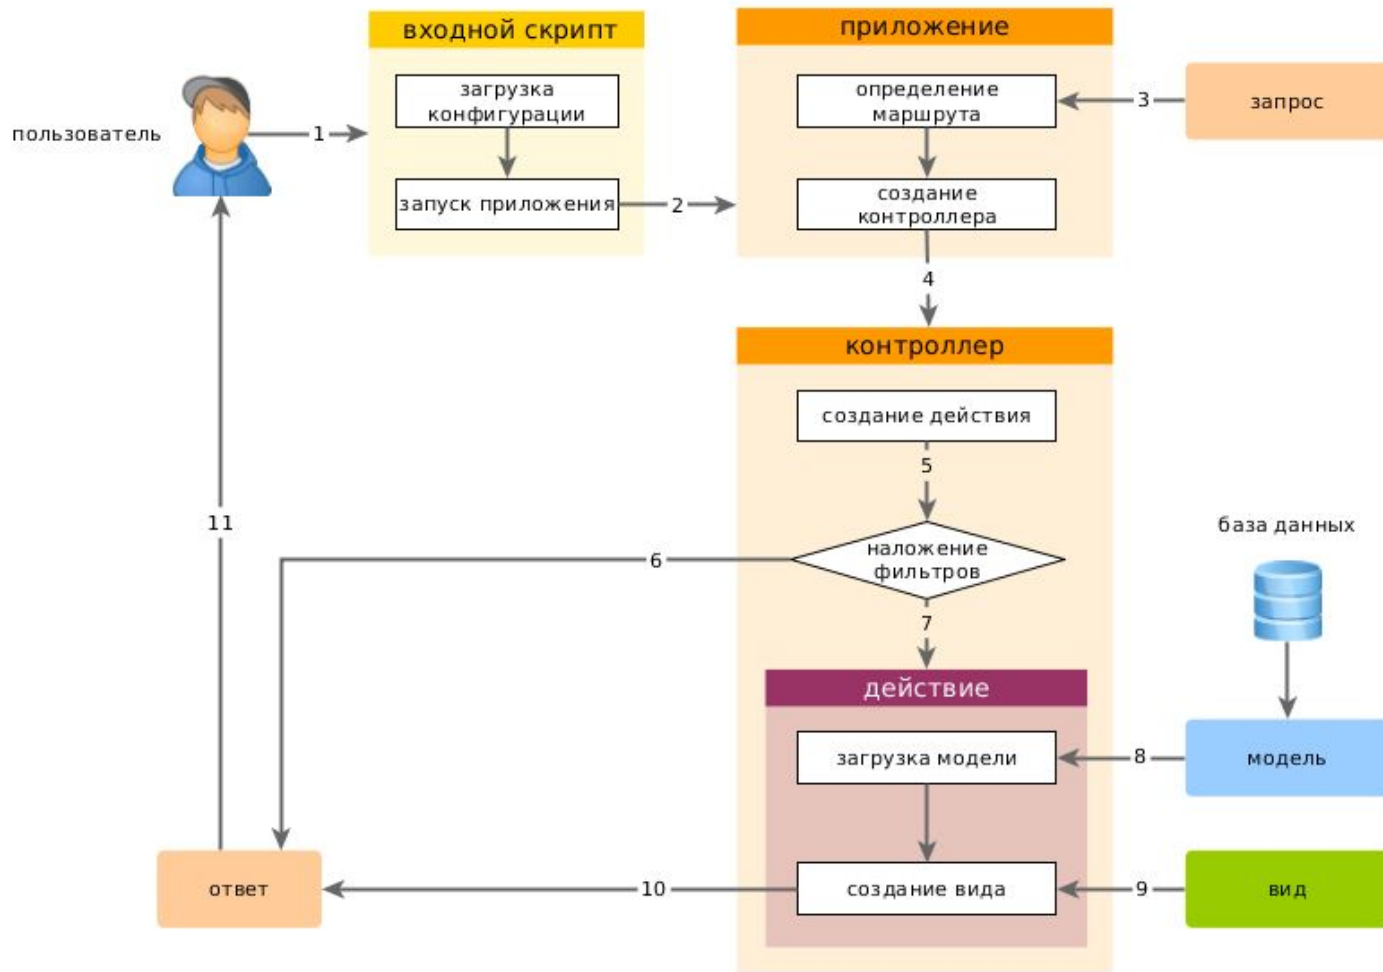 входной скрипт
приложение
загрузка
конфигурации
определение
маршрута
3
запрос
пользователь
1
запуск приложения
2
создание
контроллера
4
контроллер
создание действия
5
11
база данных
наложение
фильтров
6
7
действие
загрузка модели
8
модель
ответ
10
создание вида
9
вид